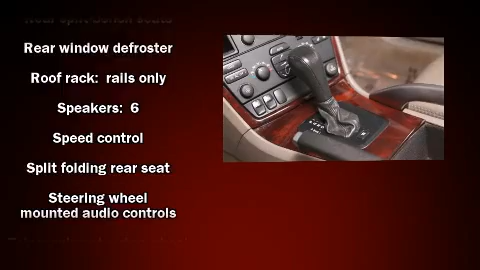 Rear window defroster
Roof rack:  rails only
Speakers:  6
Speed control
Split folding rear seat
Steering wheel
mounted audio controls